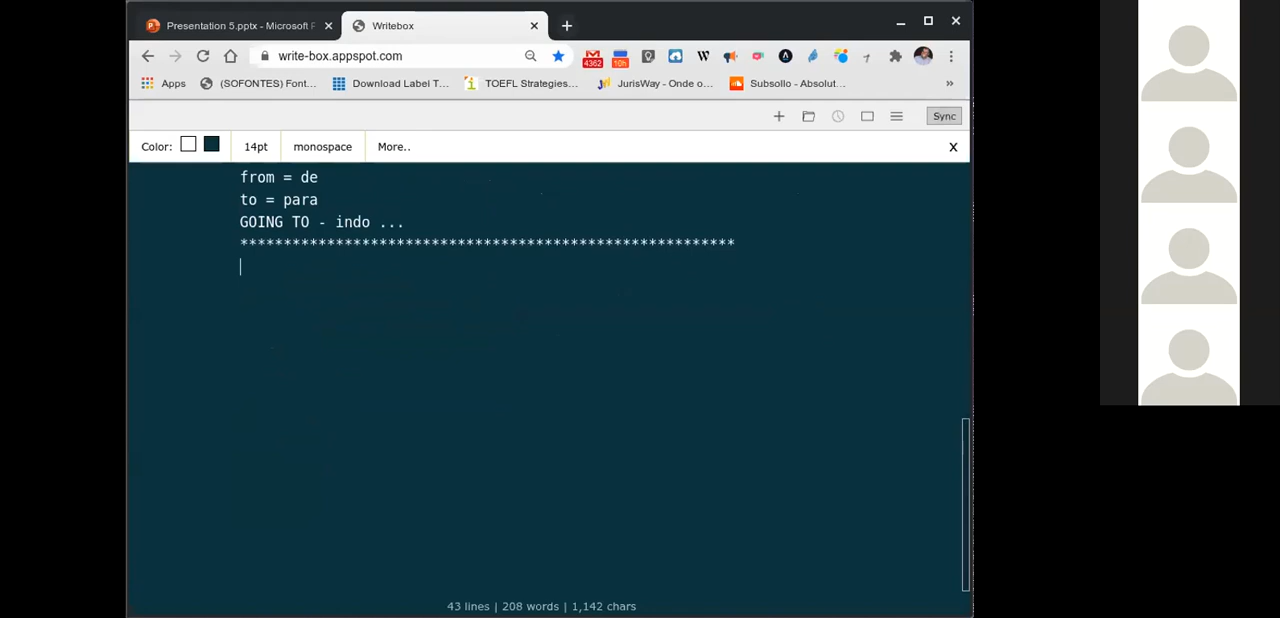 Presentation 5.pptx - Microsoft P
Writebox
write-box.appspot.com
4362
10h
W
Apps
(SOFONTES) Font...
Download Label T...
TOEFL Strategies...
JurisWay - Onde o...
Subsollo - Absolut...
»
Sync
Color:
14pt
monospace
More..
X
from = de
to = para
GOING TO - indo ...
*********************************************************
43 lines | 208 words | 1,142 chars